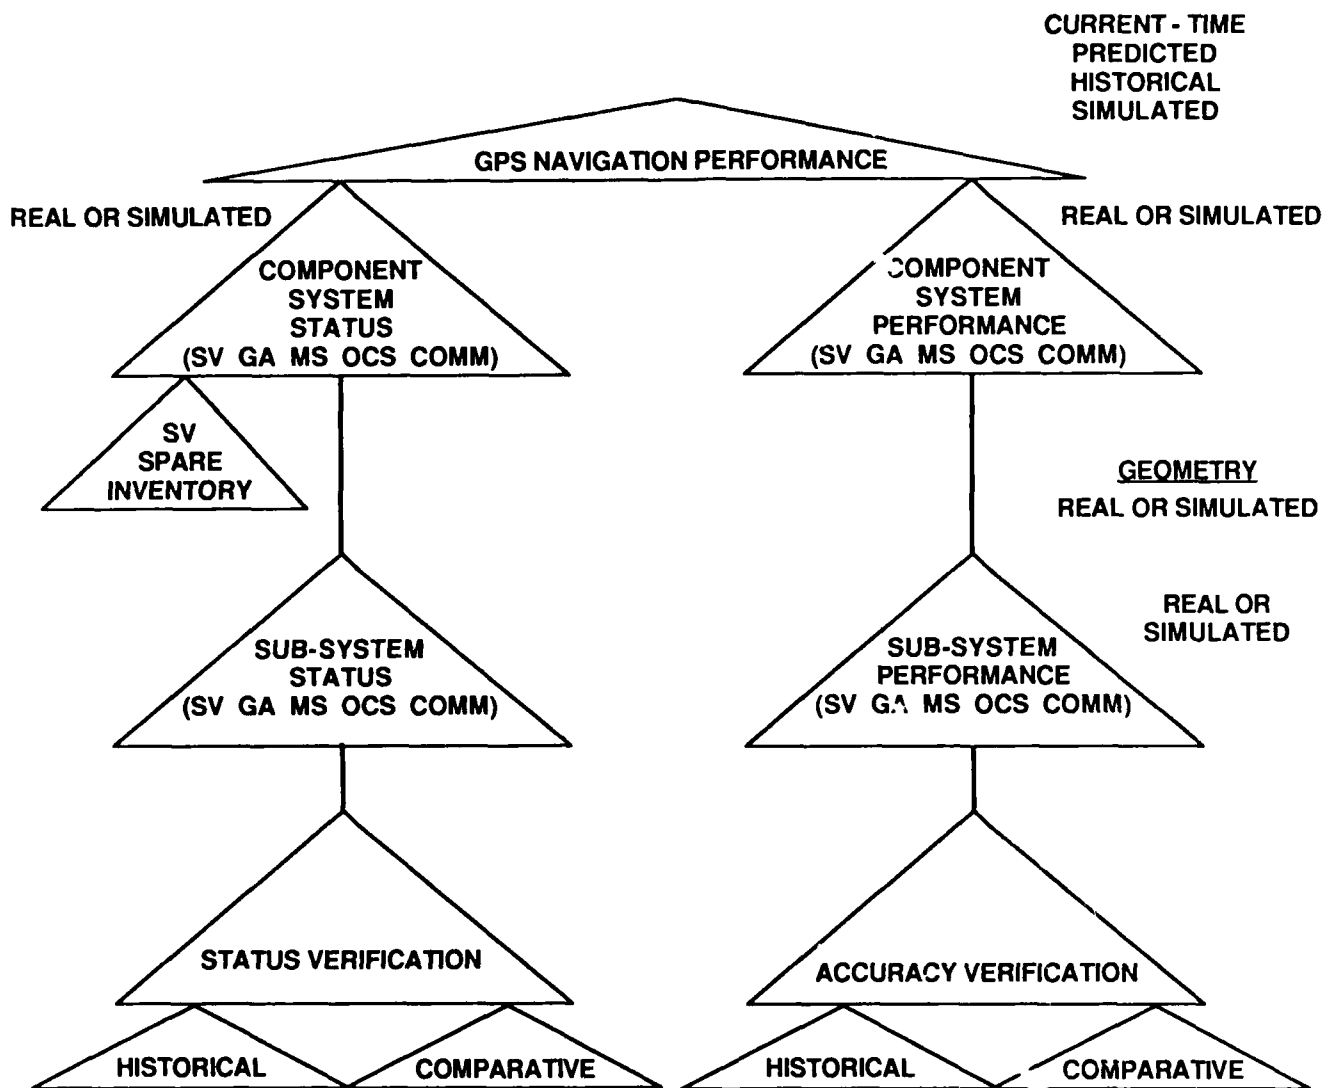 CURRENT - TIME
PREDICTED
HISTORICAL
SIMULATED
GPS NAVIGATION PERFORMANCE
REAL OR SIMULATED
REAL OR SIMULATED
COMPONENT
SYSTEM
STATUS
(SV GA MS OCS COMM)
COMPONENT
SYSTEM
PERFORMANCE
(SV GA MS OCS COMM)
SV
SPARE
INVENTORY
GEOMETRY
REAL OR SIMULATED
REAL OR
SIMULATED
SUB-SYSTEM
STATUS
(SV GA MS OCS COMM)
SUB-SYSTEM
PERFORMANCE
(SV GA MS OCS COMM)
STATUS VERIFICATION
ACCURACY VERIFICATION
HISTORICAL
COMPARATIVE
HISTORICAL
COMPARATIVE